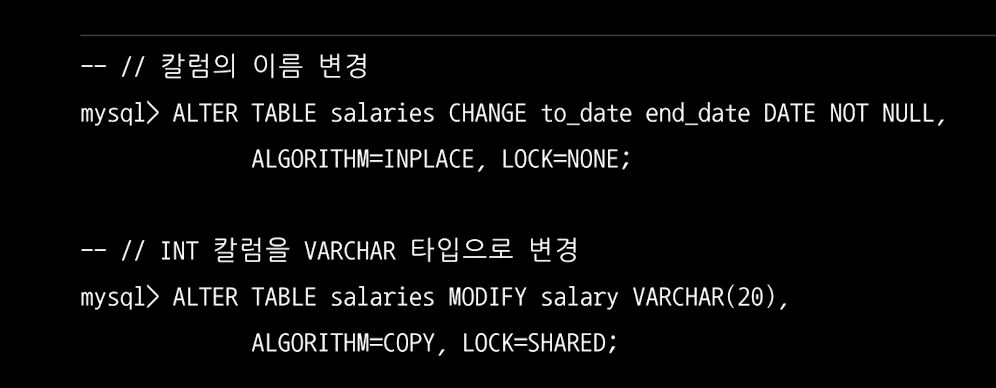 -- // 칼럼의 이름 변경
mysql> ALTER TABLE salaries CHANGE to_date end_date DATE NOT NULL,
ALGORITHM=INPLACE, LOCK=NONE;
-- // INT 칼럼을 VARCHAR 타입으로 변경
mysql> ALTER TABLE salaries MODIFY salary VARCHAR(20),
ALGORITHM=COPY, LOCK=SHARED;